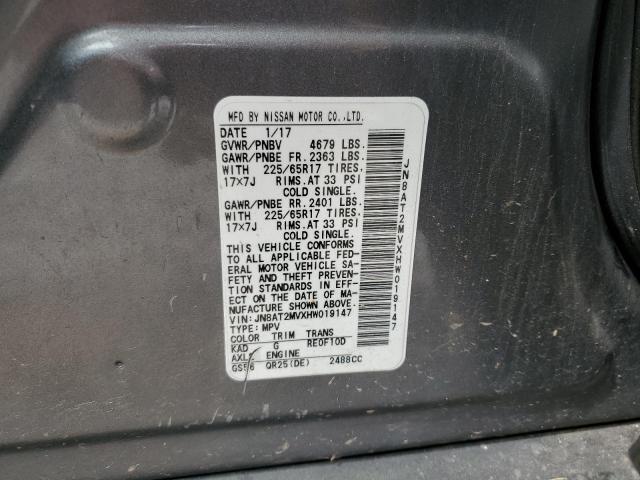 MFD BY NISSAN MOTOR CO.,LTD.
DATE 1/17
GVWR/PNBV 4679 LBS.
GAWR/PNBE FR. 2363 LBS.
WITH 225/65R17 TIRES.
17×7J RIMS.AT 33 PSI
COLD SINGLE.
GAWR/PNBE RR. 2401 LBS.
WITH 225/65R17 TIRES.
17×7J RIMS.AT 33 PSI
COLD SINGLE.
THIS VEHICLE CONFORMS
TO ALL APPLICABLE FED-
ERAL MOTOR VEHICLE SA-
FETY AND THEFT PREVEN-
TION STANDARDS IN EFF-
ECT ON THE DATE OF MA-
NUFACTURE SHOWN ABOVE.
VIN: JN8AT2MVXHW019147
TYPE: MPV
COLOR TRIM TRANS
KAD G RE0F10D
AXLE ENGINE
GS56 QR25(DE) 2488CC
JN8AT2MVXHW019147